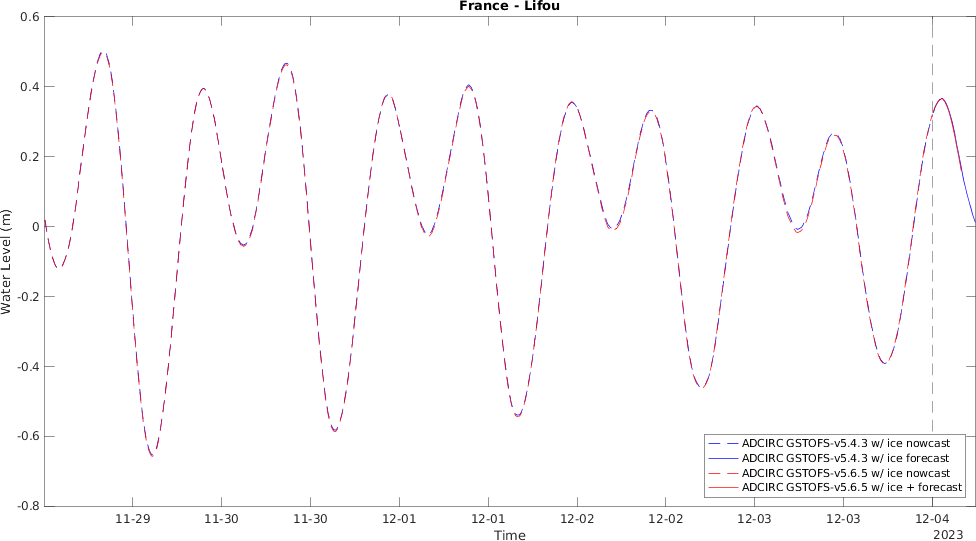 France - Lifou
Water Level (m)
0.6
0.4
0.2
0
-0.2
-0.4
-0.6
-0.8
11-29
11-30
11-30
12-01
12-01
12-02
12-02
12-03
12-03
12-04
Time
2023
ADCIRC GSTOFS-v5.4.3 w/ ice nowcast
ADCIRC GSTOFS-v5.4.3 w/ ice forecast
ADCIRC GSTOFS-v5.6.5 w/ ice nowcast
ADCIRC GSTOFS-v5.6.5 w/ ice + forecast